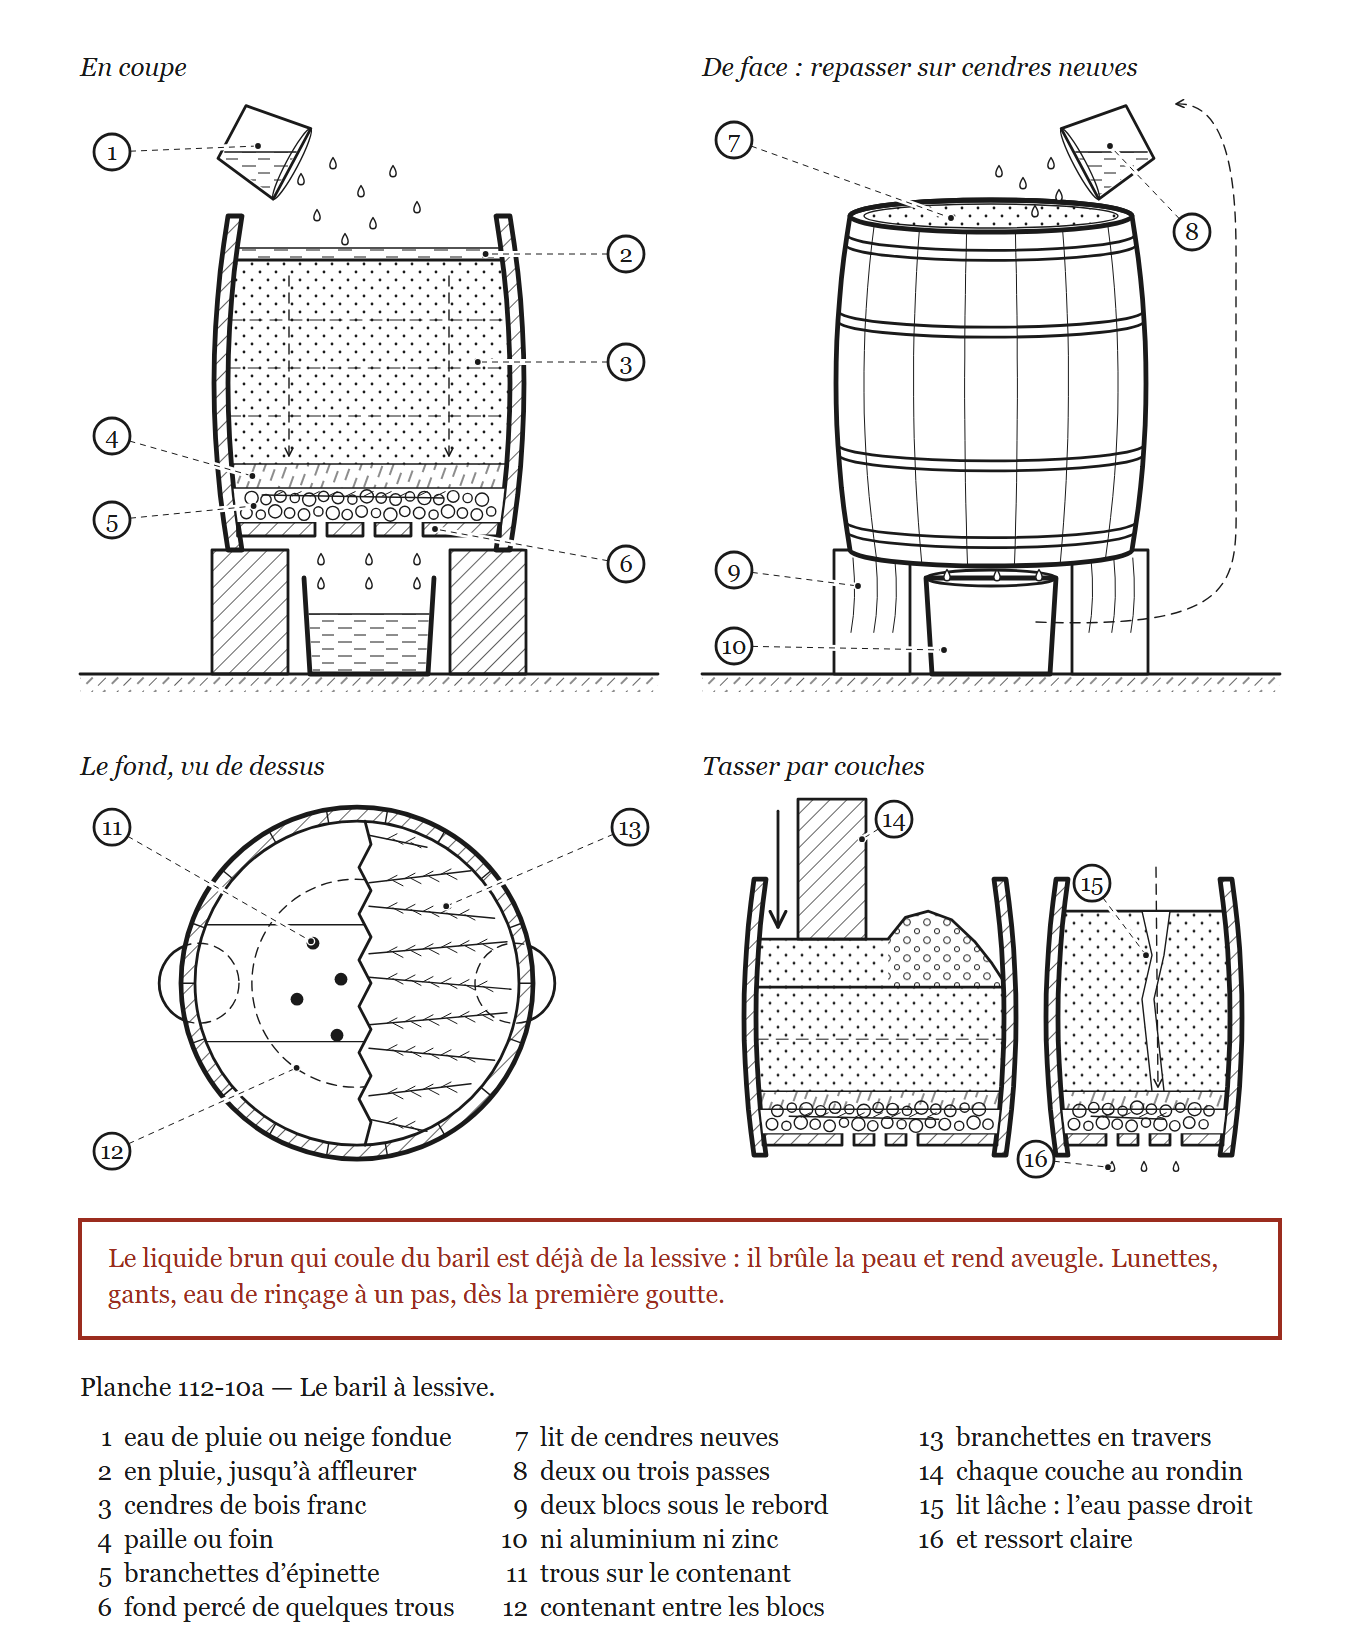 En coupe
De face : repasser sur cendres neuves
1
7
8
2
3
4
5
6
9
10
Le fond, vu de dessus
Tasser par couches
11
13
14
15
12
16
Le liquide brun qui coule du baril est déjà de la lessive : il brûle la peau et rend aveugle. Lunettes,
gants, eau de rinçage à un pas, dès la première goutte.
Planche 112-10a — Le baril à lessive.
1 eau de pluie ou neige fondue
2 en pluie, jusqu’à affleurer
3 cendres de bois franc
4 paille ou foin
5 branchettes d’épinette
6 fond percé de quelques trous
7 lit de cendres neuves
8 deux ou trois passes
9 deux blocs sous le rebord
10 ni aluminium ni zinc
11 trous sur le contenant
12 contenant entre les blocs
13 branchettes en travers
14 chaque couche au rondin
15 lit lâche : l’eau passe droit
16 et ressort claire